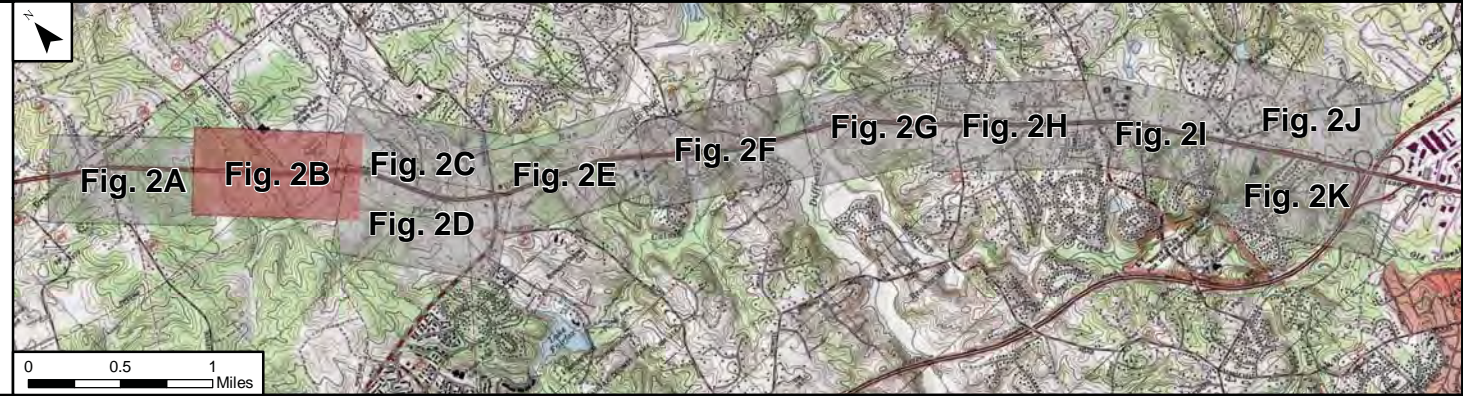 N
Fig. 2A
Fig. 2B
Fig. 2C
Fig. 2D
Fig. 2E
Fig. 2F
Fig. 2G
Fig. 2H
Fig. 2I
Fig. 2J
Fig. 2K
0 0.5 1
Miles